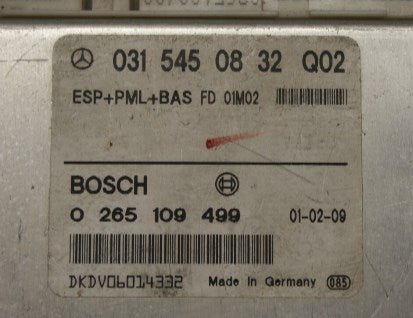 031 545 08 32 Q02
ESP+PML+BAS FD 01M02
BOSCH
0 265 109 499 01-02-09
DKDV06014332 Made In Germany 085